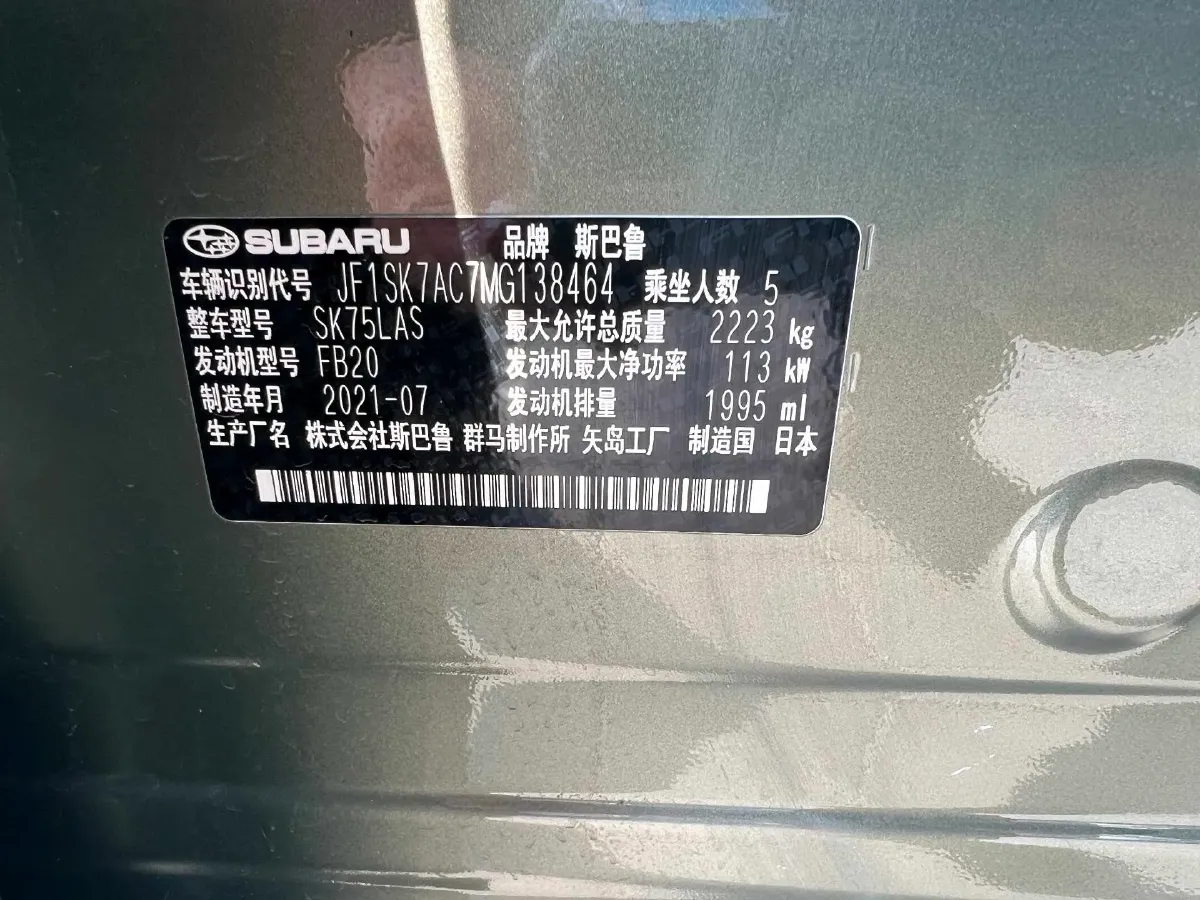 SUBARU 品牌 斯巴鲁
车辆识别代号 JF1SK7AC7MG138464 乘坐人数 5
整车型号 SK75LAS 最大允许总质量 2223 kg
发动机型号 FB20 发动机最大净功率 113 kW
制造年月 2021-07 发动机排量 1995 ml
生产厂名 株式会社斯巴鲁 群马制作所 矢岛工厂 制造国 日本